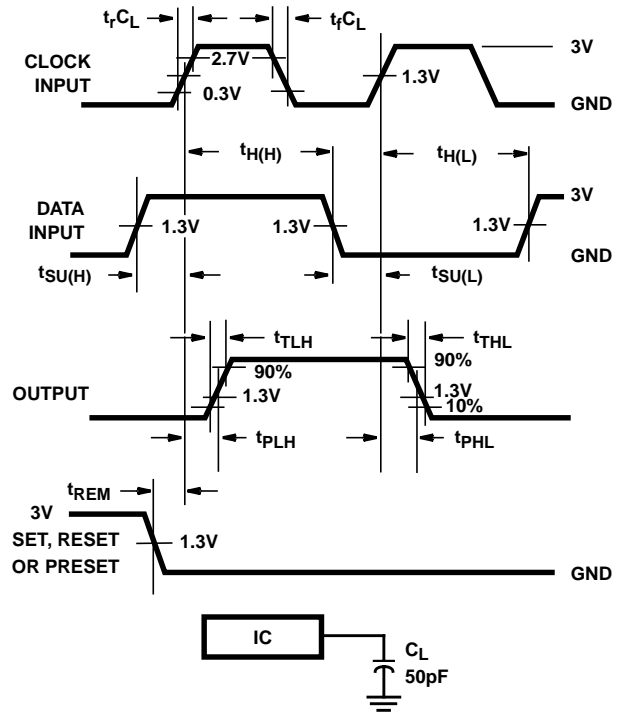 trCL tfCL
CLOCK INPUT
2.7V
0.3V
1.3V
3V
GND
tH(H) tH(L)
DATA INPUT
1.3V 1.3V 1.3V
3V
GND
tSU(H) tSU(L)
tTLH tTHL
OUTPUT
90% 90%
1.3V 1.3V
10%
tPLH tPHL
tREM
3V
SET, RESET
OR PRESET
1.3V
GND
IC
CL
50pF